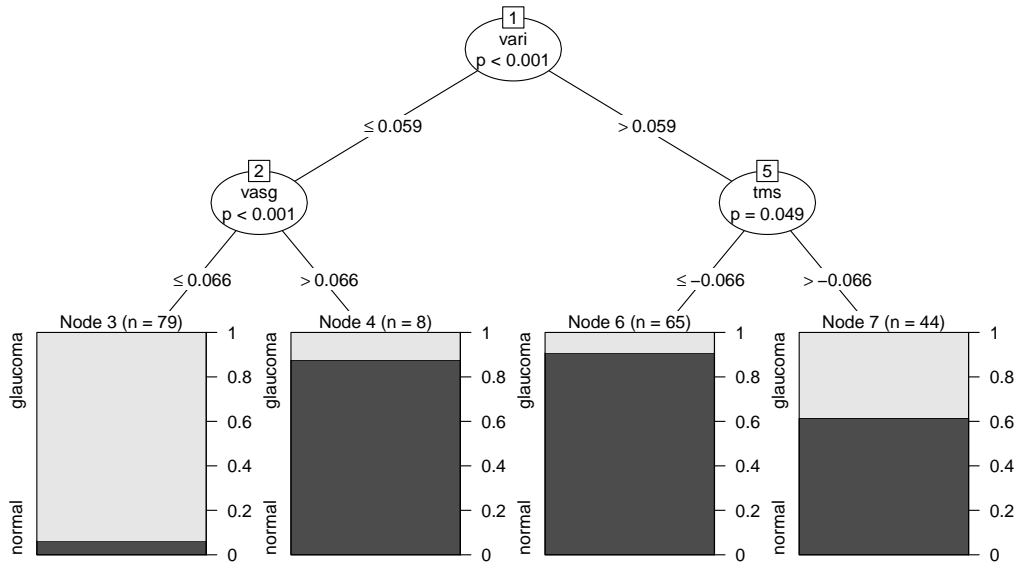 1
vari
p < 0.001
≤ 0.059
> 0.059
2
vasg
p < 0.001
5
tms
p = 0.049
≤ 0.066
> 0.066
≤ −0.066
> −0.066
Node 3 (n = 79)
glaucoma
normal
1
0.8
0.6
0.4
0.2
0
Node 4 (n = 8)
glaucoma
normal
1
0.8
0.6
0.4
0.2
0
Node 6 (n = 65)
glaucoma
normal
1
0.8
0.6
0.4
0.2
0
Node 7 (n = 44)
glaucoma
normal
1
0.8
0.6
0.4
0.2
0